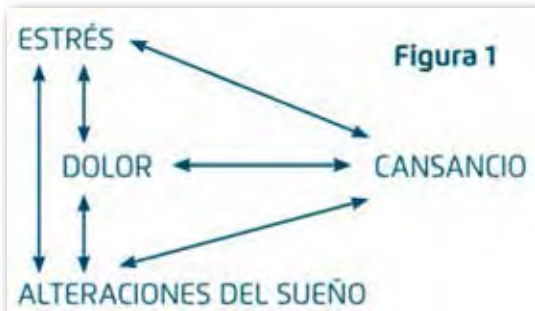 ESTRÉS
Figura 1
DOLOR
CANSANCIO
ALTERACIONES DEL SUEÑO